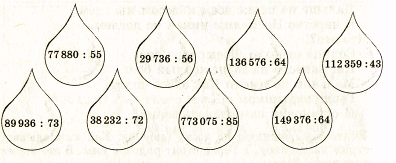 77 880 : 55
29 736 : 56
136 576 : 64
112 359 : 43
89 936 : 73
38 232 : 72
773 075 : 85
149 376 : 64